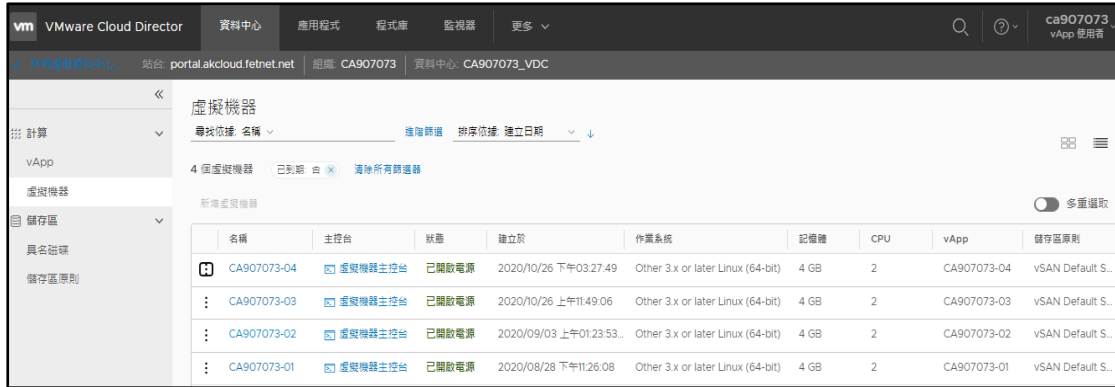 vm VMware Cloud Director 資料中心 應用程式 程式庫 監視器 更多 ca907073
vApp 使用者
所有虛擬資料中心 站台: portal.akcloud.fetnet.net 組織: CA907073 資料中心: CA907073_VDC
虛擬機器
計算
尋找依據: 名稱 進階篩選 排序依據: 建立日期
vApp
4 個虛擬機器 已到期: 否 清除所有篩選器
虛擬機器
新增虛擬機器 多重選取
儲存區
具名磁碟
儲存區原則
名稱 主控台 狀態 建立於 作業系統 記憶體 CPU vApp 儲存區原則
CA907073-04 虛擬機器主控台 已開啟電源 2020/10/26 下午03:27:49 Other 3.x or later Linux (64-bit) 4 GB 2 CA907073-04 vSAN Default S...
CA907073-03 虛擬機器主控台 已開啟電源 2020/10/26 上午11:49:06 Other 3.x or later Linux (64-bit) 4 GB 2 CA907073-03 vSAN Default S...
CA907073-02 虛擬機器主控台 已開啟電源 2020/09/03 上午01:23:53... Other 3.x or later Linux (64-bit) 4 GB 2 CA907073-02 vSAN Default S...
CA907073-01 虛擬機器主控台 已開啟電源 2020/08/28 下午11:26:08 Other 3.x or later Linux (64-bit) 4 GB 2 CA907073-01 vSAN Default S...